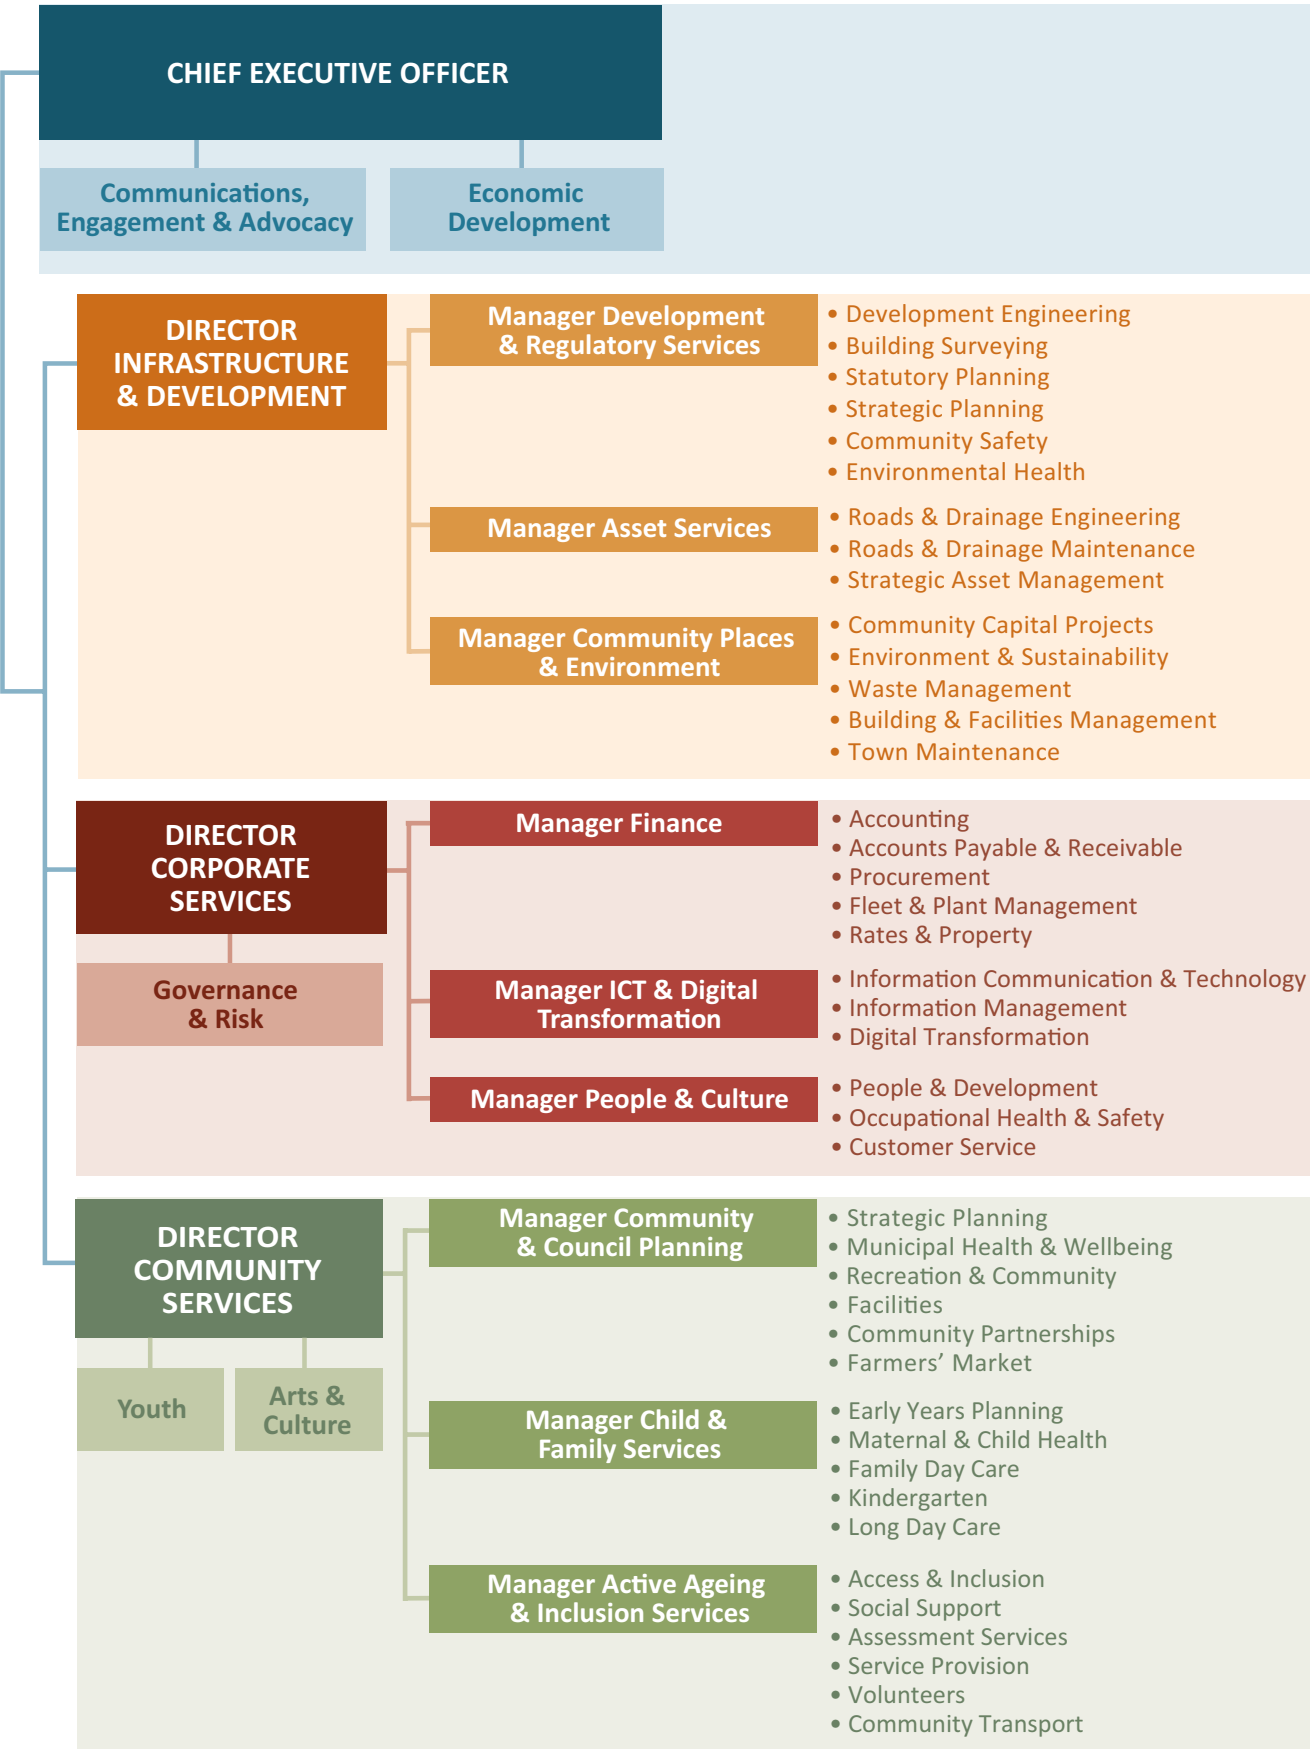 CHIEF EXECUTIVE OFFICER
Communications,
Engagement & Advocacy
Economic
Development
DIRECTOR
INFRASTRUCTURE
& DEVELOPMENT
Manager Development
& Regulatory Services
• Development Engineering
• Building Surveying
• Statutory Planning
• Strategic Planning
• Community Safety
• Environmental Health
Manager Asset Services
• Roads & Drainage Engineering
• Roads & Drainage Maintenance
• Strategic Asset Management
Manager Community Places
& Environment
• Community Capital Projects
• Environment & Sustainability
• Waste Management
• Building & Facilities Management
• Town Maintenance
DIRECTOR
CORPORATE
SERVICES
Governance
& Risk
Manager Finance
• Accounting
• Accounts Payable & Receivable
• Procurement
• Fleet & Plant Management
• Rates & Property
Manager ICT & Digital
Transformation
• Information Communication & Technology
• Information Management
• Digital Transformation
Manager People & Culture
• People & Development
• Occupational Health & Safety
• Customer Service
DIRECTOR
COMMUNITY
SERVICES
Youth
Arts &
Culture
Manager Community
& Council Planning
• Strategic Planning
• Municipal Health & Wellbeing
• Recreation & Community
• Facilities
• Community Partnerships
• Farmers’ Market
Manager Child &
Family Services
• Early Years Planning
• Maternal & Child Health
• Family Day Care
• Kindergarten
• Long Day Care
Manager Active Ageing
& Inclusion Services
• Access & Inclusion
• Social Support
• Assessment Services
• Service Provision
• Volunteers
• Community Transport